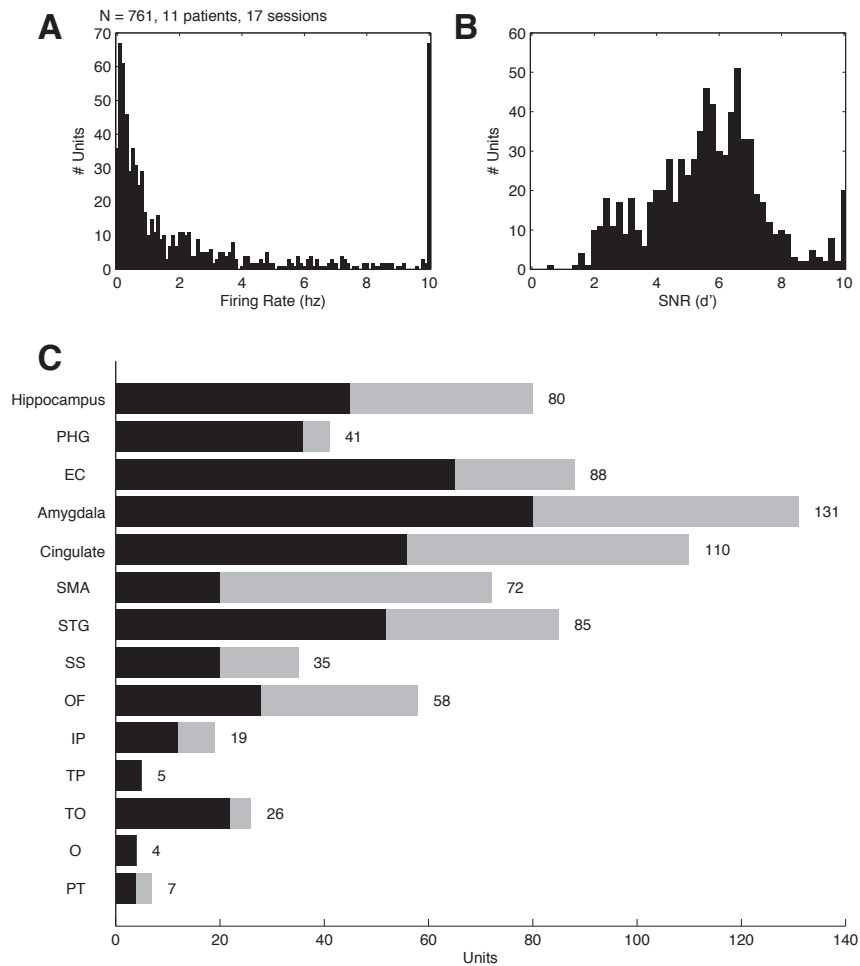 N = 761, 11 patients, 17 sessions
A
B
70
60
50
40
30
20
10
0
# Units
0 2 4 6 8 10
Firing Rate (hz)
60
50
40
30
20
10
0
# Units
0 2 4 6 8 10
SNR (d’)
C
Hippocampus 80
PHG 41
EC 88
Amygdala 131
Cingulate 110
SMA 72
STG 85
SS 35
OF 58
IP 19
TP 5
TO 26
O 4
PT 7
0 20 40 60 80 100 120 140
Units